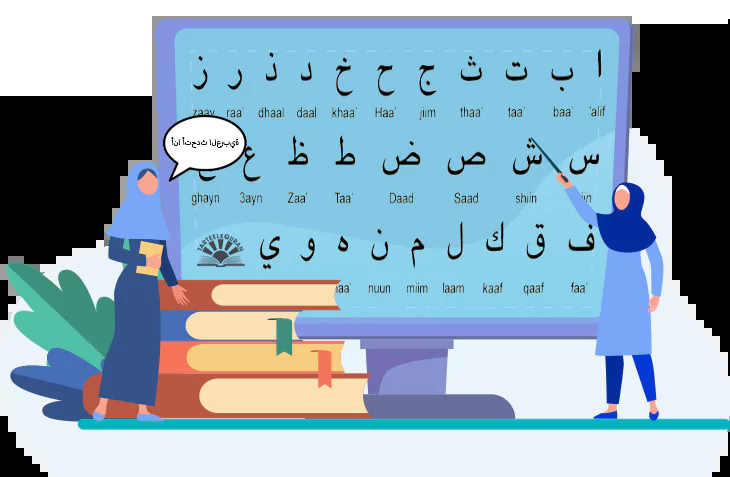 ا ب ت ث ج ح خ د ذ ر ز
zaay raa' dhaal daal khaa' Haa' jiim thaa' taa' baa' 'alif
أنا أتحدث العربية
س ش ص ض ط ظ ع
ghayn 3ayn Zaa' Taa' Daad Saad shiin
ف ق ك ل م ن ه و ي
TARTEELEQURAN
nuun miim laam kaaf qaaf faa'